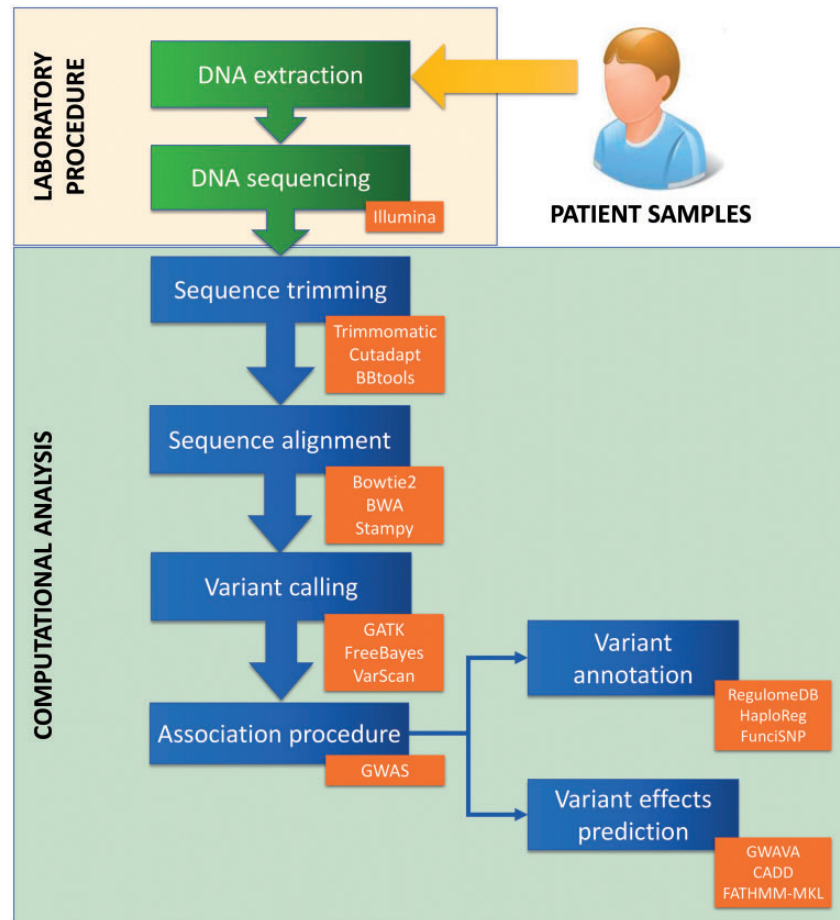 LABORATORY
PROCEDURE
DNA extraction
DNA sequencing
Illumina
PATIENT SAMPLES
COMPUTATIONAL ANALYSIS
Sequence trimming
Trimmomatic
Cutadapt
BBtools
Sequence alignment
Bowtie2
BWA
Stampy
Variant calling
GATK
FreeBayes
VarScan
Association procedure
GWAS
Variant
annotation
RegulomeDB
HaploReg
FunciSNP
Variant effects
prediction
GWAVA
CADD
FATHMM-MKL